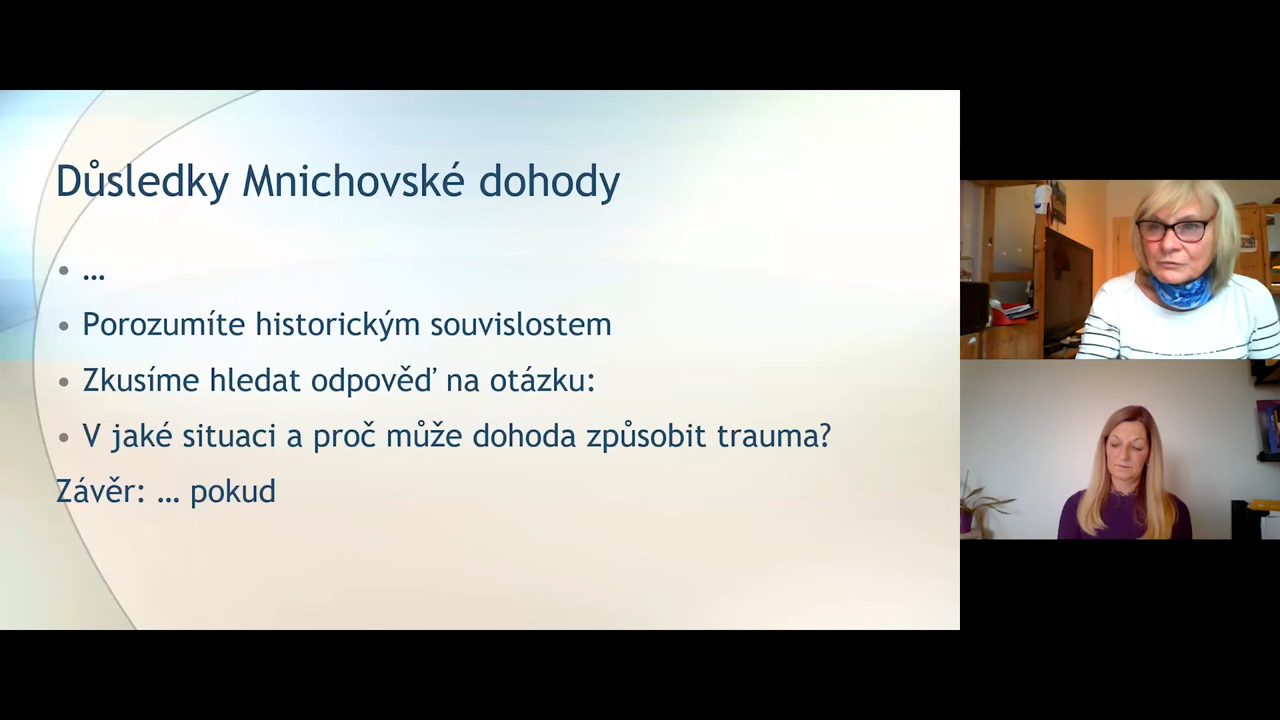 Důsledky Mnichovské dohody
• …
• Porozumíte historickým souvislostem
• Zkusíme hledat odpověď na otázku:
• V jaké situaci a proč může dohoda způsobit trauma?
Závěr: … pokud